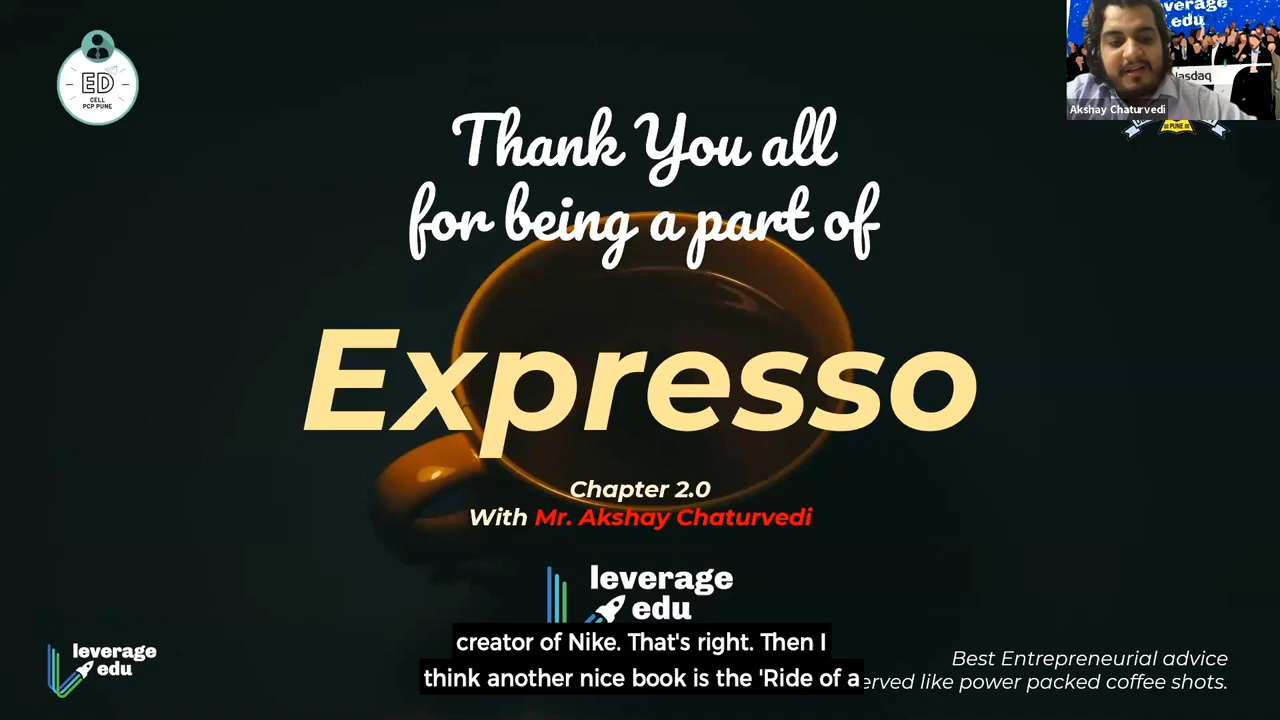 ED
CELL
PCP PUNE
verage
edu
Nasdaq
Akshay Chaturvedi
PUNE
Thank You all
for being a part of
Expresso
Chapter 2.0
With Mr. Akshay Chaturvedi
leverage
edu
creator of Nike. That's right. Then I
think another nice book is the 'Ride of a
leverage
edu
Best Entrepreneurial advice
erved like power packed coffee shots.